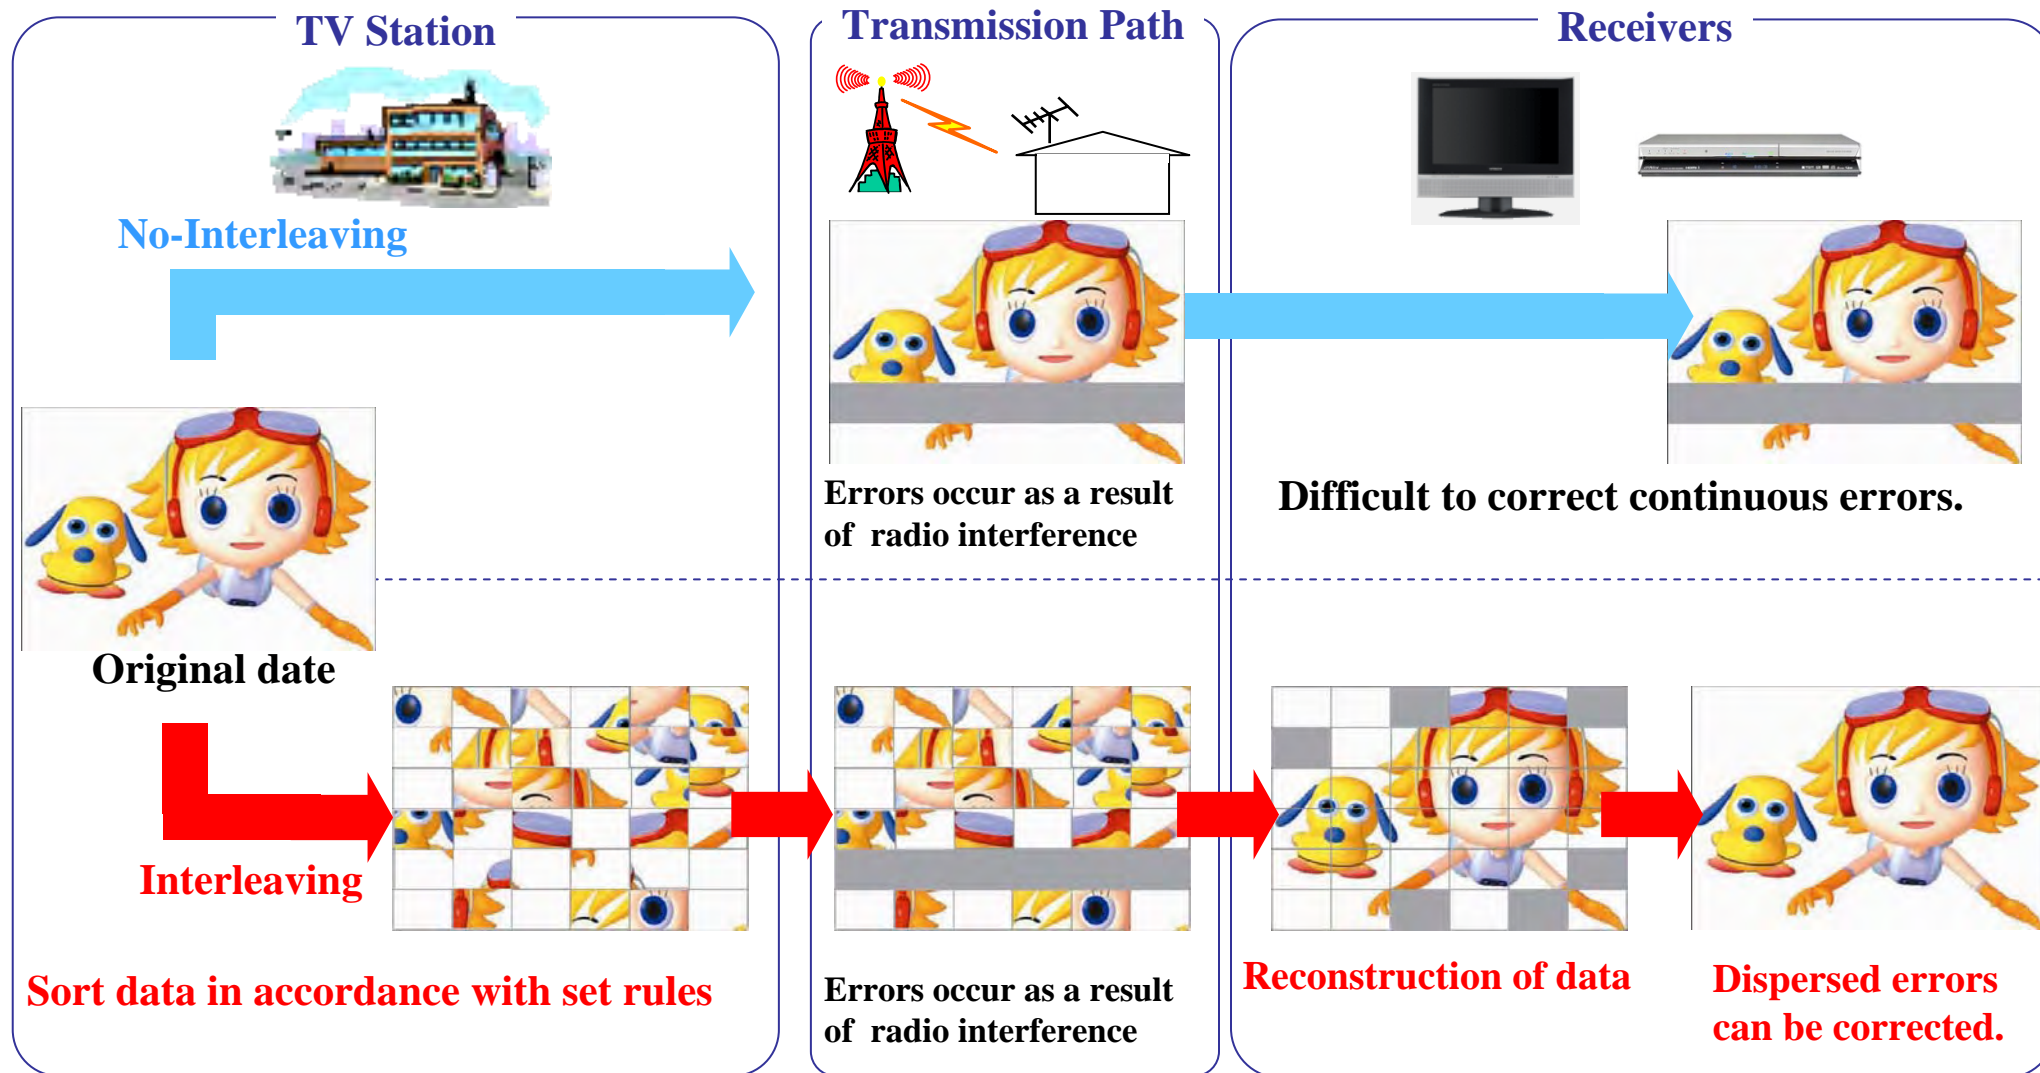 TV Station
Transmission Path
Receivers
No-Interleaving
Errors occur as a result
of radio interference
Difficult to correct continuous errors.
Original date
Interleaving
Sort data in accordance with set rules
Errors occur as a result
of radio interference
Reconstruction of data
Dispersed errors
can be corrected.